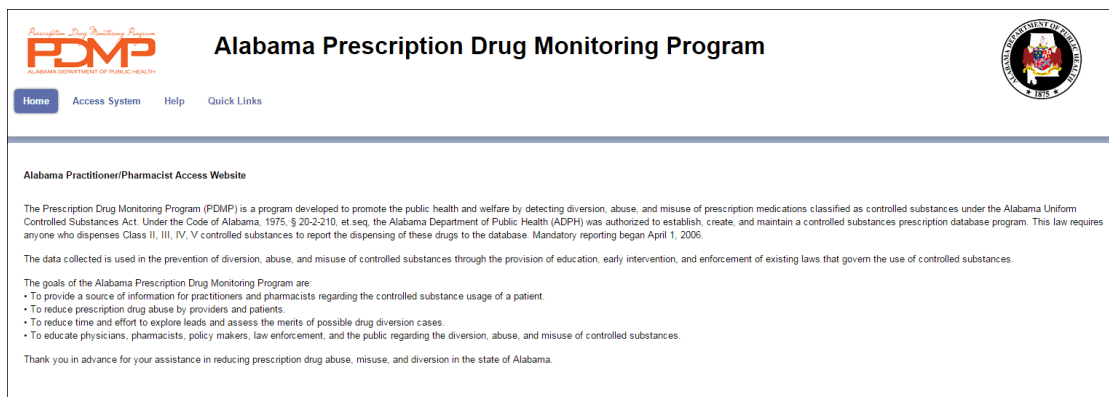 Prescription Drug Monitoring Program
PDMP
ALABAMA DEPARTMENT OF PUBLIC HEALTH
Alabama Prescription Drug Monitoring Program
ALABAMA DEPARTMENT OF PUBLIC HEALTH
1875
Home Access System Help Quick Links
Alabama Practitioner/Pharmacist Access Website
The Prescription Drug Monitoring Program (PDMP) is a program developed to promote the public health and welfare by detecting diversion, abuse, and misuse of prescription medications classified as controlled substances under the Alabama Uniform
Controlled Substances Act. Under the Code of Alabama, 1975, § 20-2-210, et.seq, the Alabama Department of Public Health (ADPH) was authorized to establish, create, and maintain a controlled substances prescription database program. This law requires
anyone who dispenses Class II, III, IV, V controlled substances to report the dispensing of these drugs to the database. Mandatory reporting began April 1, 2006.
The data collected is used in the prevention of diversion, abuse, and misuse of controlled substances through the provision of education, early intervention, and enforcement of existing laws that govern the use of controlled substances.
The goals of the Alabama Prescription Drug Monitoring Program are:
• To provide a source of information for practitioners and pharmacists regarding the controlled substance usage of a patient.
• To reduce prescription drug abuse by providers and patients.
• To reduce time and effort to explore leads and assess the merits of possible drug diversion cases.
• To educate physicians, pharmacists, policy makers, law enforcement, and the public regarding the diversion, abuse, and misuse of controlled substances.
Thank you in advance for your assistance in reducing prescription drug abuse, misuse, and diversion in the state of Alabama.